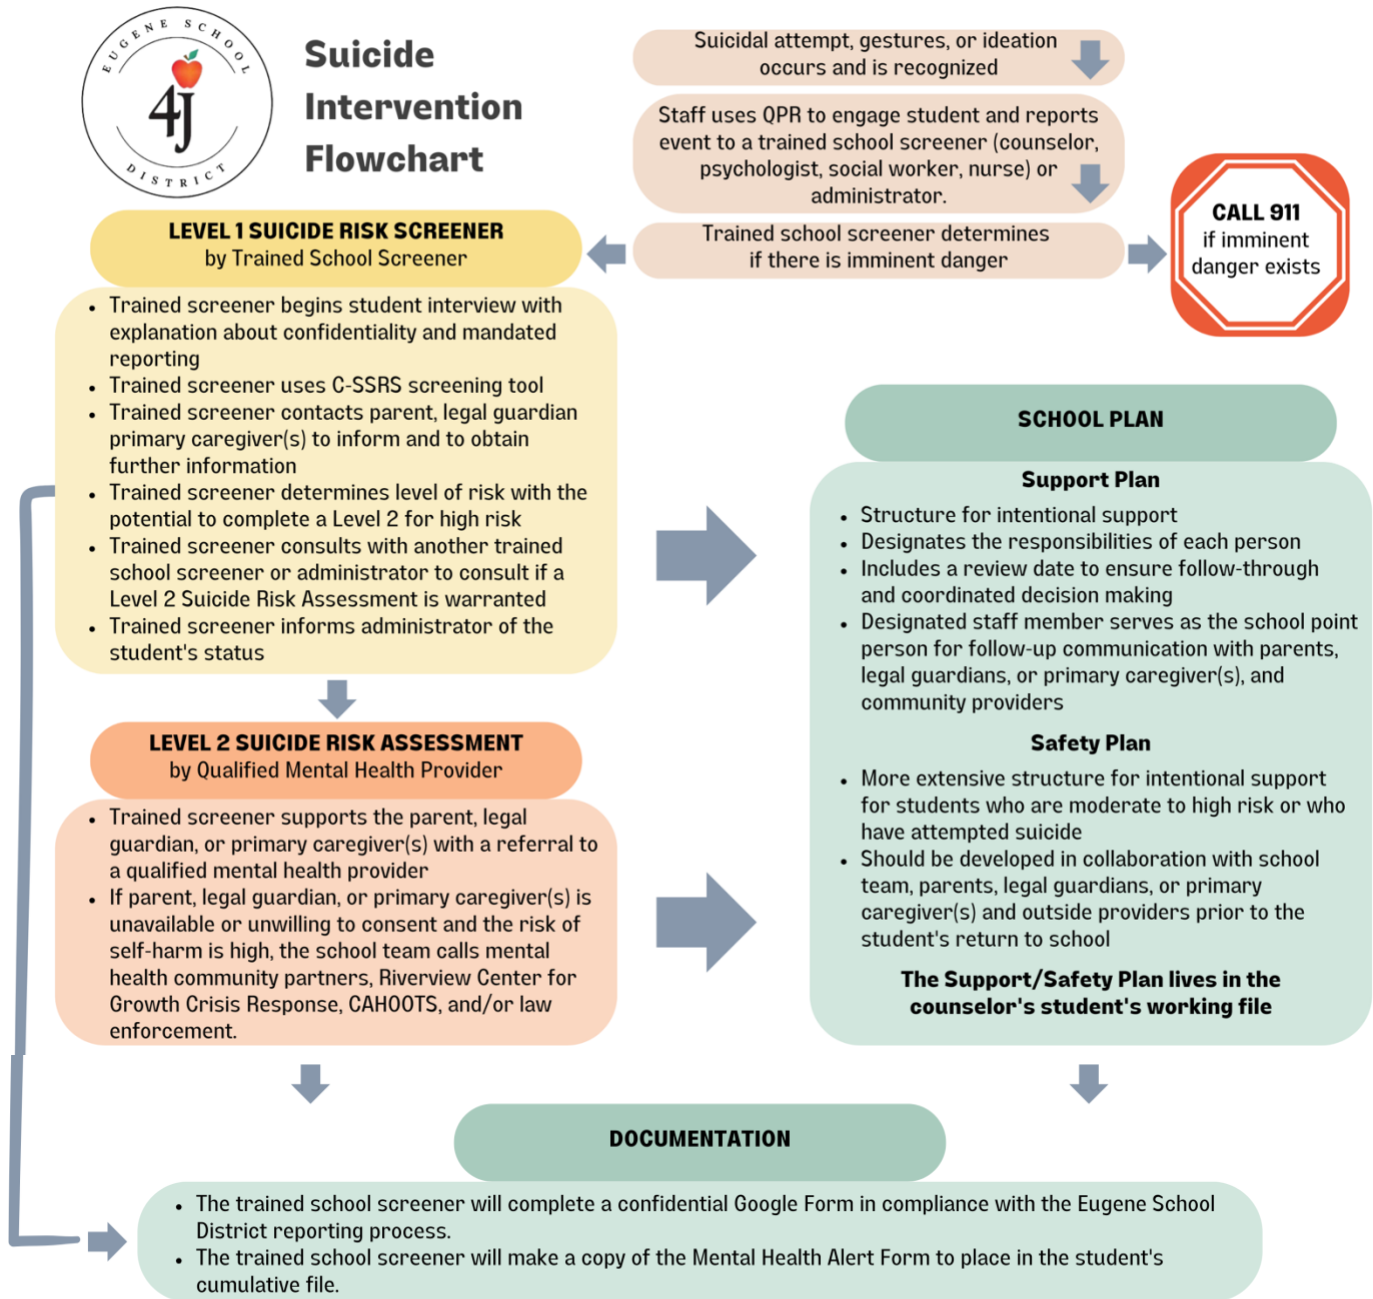 EUGENE SCHOOL
4J
DISTRICT
Suicide
Intervention
Flowchart
Suicidal attempt, gestures, or ideation
occurs and is recognized
Staff uses QPR to engage student and reports
event to a trained school screener (counselor,
psychologist, social worker, nurse) or
administrator.
Trained school screener determines
if there is imminent danger
CALL 911
if imminent
danger exists
LEVEL 1 SUICIDE RISK SCREENER
by Trained School Screener
• Trained screener begins student interview with
explanation about confidentiality and mandated
reporting
• Trained screener uses C-SSRS screening tool
• Trained screener contacts parent, legal guardian
primary caregiver(s) to inform and to obtain
further information
• Trained screener determines level of risk with the
potential to complete a Level 2 for high risk
• Trained screener consults with another trained
school screener or administrator to consult if a
Level 2 Suicide Risk Assessment is warranted
• Trained screener informs administrator of the
student's status
LEVEL 2 SUICIDE RISK ASSESSMENT
by Qualified Mental Health Provider
• Trained screener supports the parent, legal
guardian, or primary caregiver(s) with a referral to
a qualified mental health provider
• If parent, legal guardian, or primary caregiver(s) is
unavailable or unwilling to consent and the risk of
self-harm is high, the school team calls mental
health community partners, Riverview Center for
Growth Crisis Response, CAHOOTS, and/or law
enforcement.
SCHOOL PLAN
Support Plan
• Structure for intentional support
• Designates the responsibilities of each person
• Includes a review date to ensure follow-through
and coordinated decision making
• Designated staff member serves as the school point
person for follow-up communication with parents,
legal guardians, or primary caregiver(s), and
community providers
Safety Plan
• More extensive structure for intentional support
for students who are moderate to high risk or who
have attempted suicide
• Should be developed in collaboration with school
team, parents, legal guardians, or primary
caregiver(s) and outside providers prior to the
student's return to school
The Support/Safety Plan lives in the
counselor's student's working file
DOCUMENTATION
• The trained school screener will complete a confidential Google Form in compliance with the Eugene School
District reporting process.
• The trained school screener will make a copy of the Mental Health Alert Form to place in the student's
cumulative file.